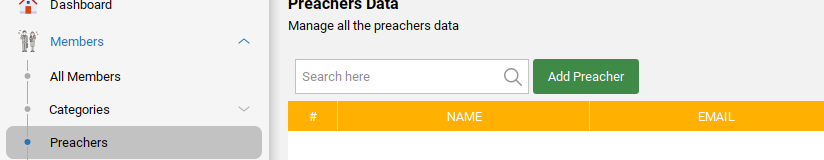 Dashboard
Members
All Members
Categories
Preachers
Preachers Data
Manage all the preachers data
Search here
Add Preacher
# NAME EMAIL